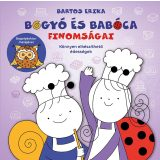 BARTOS ERIKA
BOGYÓ ÉS BABÓCA
FINOMSÁGAI
Könnyen elkészíthető
édességek